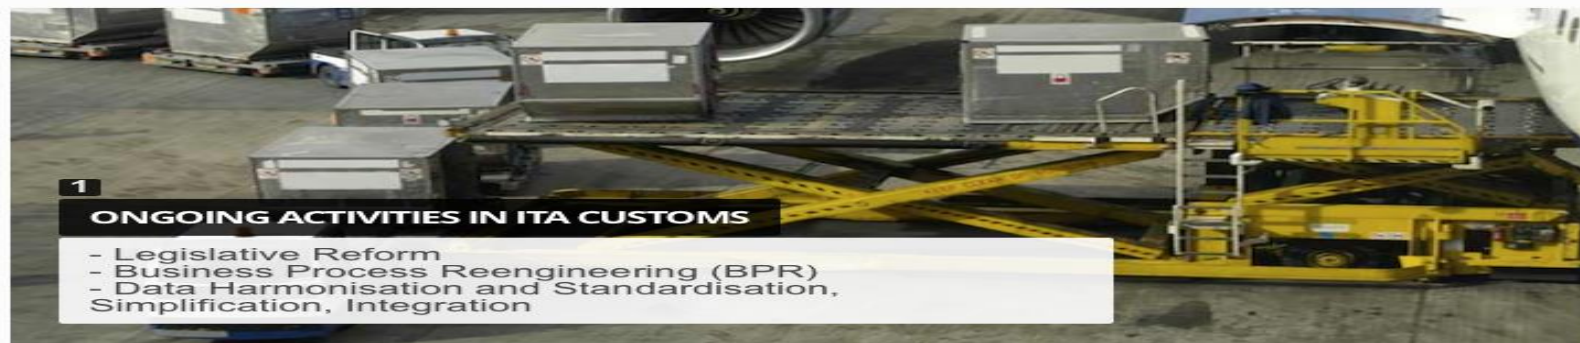 1
ONGOING ACTIVITIES IN ITA CUSTOMS
- Legislative Reform
- Business Process Reengineering (BPR)
- Data Harmonisation and Standardisation,
Simplification, Integration